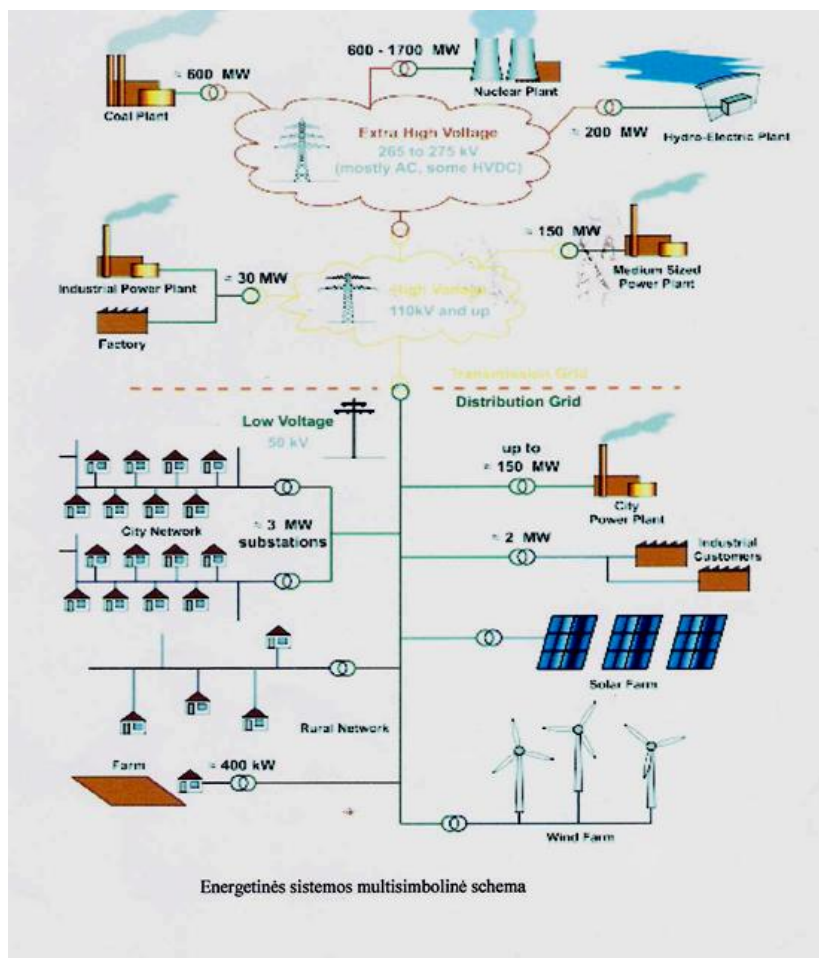 600 - 1700 MW
≈ 600 MW
Nuclear Plant
Coal Plant
Extra High Voltage
265 to 275 kV
(mostly AC, some HVDC)
≈ 200 MW
Hydro-Electric Plant
≈ 150 MW
≈ 30 MW
Medium Sized
Power Plant
Industrial Power Plant
High Voltage
110kV and up
Factory
Transmission Grid
Distribution Grid
Low Voltage
50 kV
up to
≈ 150 MW
City
Power Plant
City Network
≈ 3 MW
substations
≈ 2 MW
Industrial
Customers
Solar Farm
Rural Network
Farm
≈ 400 kW
Wind Farm
Energetinės sistemos multisimbolinė schema